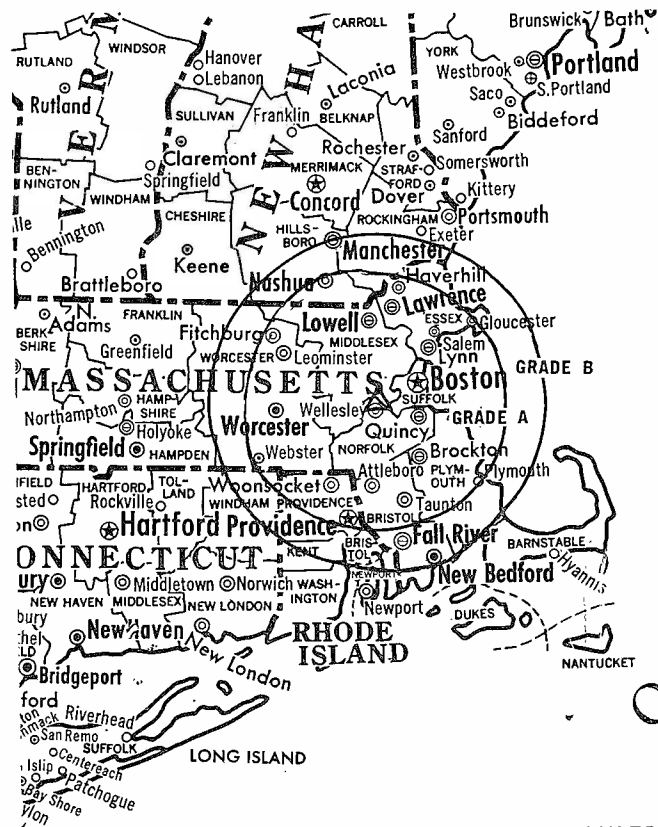 CARROLL
Brunswick
Bath
WINDSOR
YORK
RUTLAND
Hanover
Lebanon
Westbrook
Portland
S. Portland
Rutland
Laconia
Saco
Biddeford
SULLIVAN
Franklin
BELKNAP
VERM
NEW HA
Sanford
Rochester
Claremont
MERRIMACK
STRAF-
FORD
Somersworth
BEN-
NINGTON
Springfield
Dover
Kittery
WINDHAM
Concord
ROCKINGHAM
Portsmouth
CHESHIRE
Exeter
HILLS-
BORO
Manchester
Bennington
Keene
Brattleboro
Nashua
Haverhill
Lawrence
N.
Adams
FRANKLIN
Lowell
ESSEX
Gloucester
BERK
SHIRE
Fitchburg
MIDDLESEX
Salem
Greenfield
WORCESTER
Leominster
Lynn
GRADE B
MASSACHUSETTS
Boston
SUFFOLK
HAMP-
SHIRE
Northampton
Wellesley
GRADE A
Worcester
Holyoke
Quincy
Springfield
HAMPDEN
NORFOLK
Webster
Brockton
PLYM-
OUTH
Plymouth
Attleboro
HARTFORD
TOL-
LAND
Woonsocket
Rockville
WINDHAM
PROVIDENCE
Taunton
Hartford
Providence
BRISTOL
Fall River
BRIS-
TOL
BARNSTABLE
ONNECTICUT
KENT
Hyannis
NEWPORT
New Bedford
Middletown
Norwich
WASH-
INGTON
NEW HAVEN
MIDDLESEX
NEW LONDON
Newport
DUKES
New Haven
RHODE
ISLAND
New London
NANTUCKET
Bridgeport
ford
Riverhead
San Remo
SUFFOLK
Centereach
LONG ISLAND
Islip
Patchogue
Bay Shore
ylon